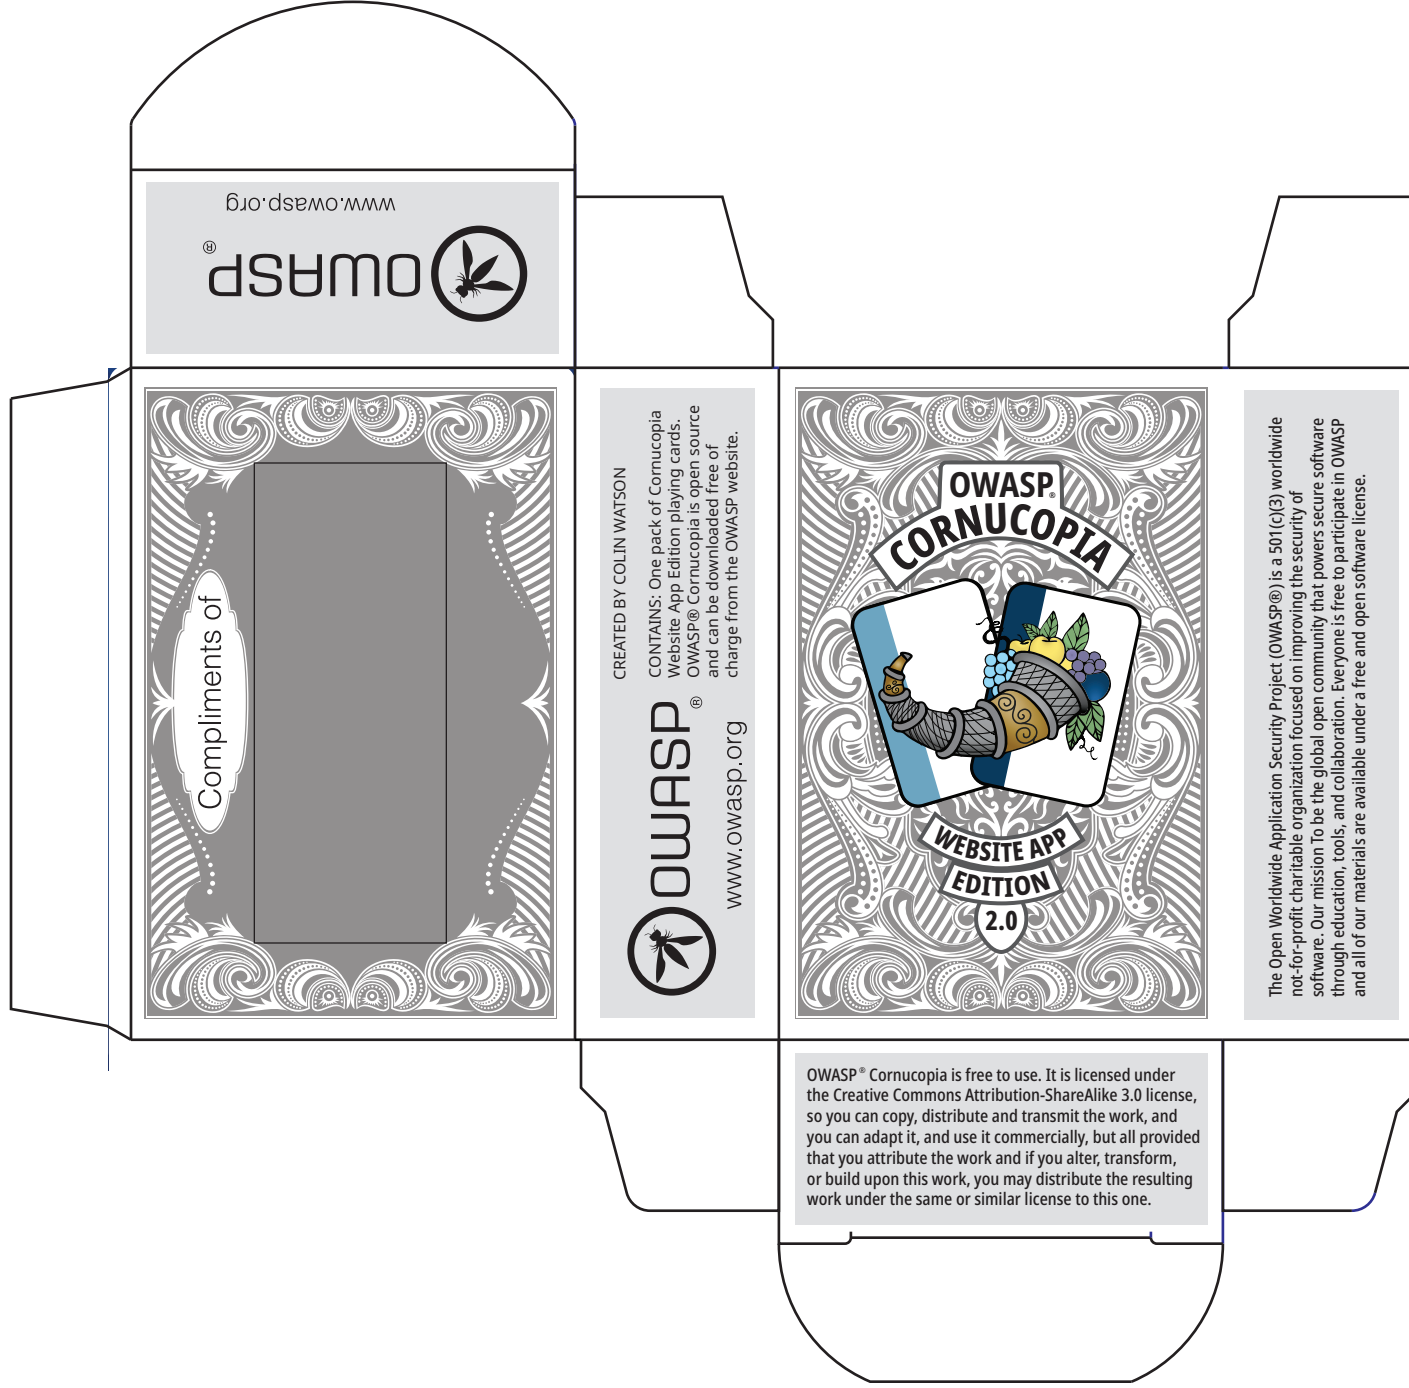 www.owasp.org
OWASP®
Compliments of
CREATED BY COLIN WATSON
CONTAINS: One pack of Cornucopia
Website App Edition playing cards.
OWASP® Cornucopia is open source
and can be downloaded free of
charge from the OWASP website.
OWASP®
www.owasp.org
OWASP®
CORNUCOPIA
WEBSITE APP
EDITION
2.0
The Open Worldwide Application Security Project (OWASP®) is a 501(c)(3) worldwide
not-for-profit charitable organization focused on improving the security of
software. Our mission To be the global open community that powers secure software
through education, tools, and collaboration. Everyone is free to participate in OWASP
and all of our materials are available under a free and open software license.
OWASP® Cornucopia is free to use. It is licensed under
the Creative Commons Attribution-ShareAlike 3.0 license,
so you can copy, distribute and transmit the work, and
you can adapt it, and use it commercially, but all provided
that you attribute the work and if you alter, transform,
or build upon this work, you may distribute the resulting
work under the same or similar license to this one.